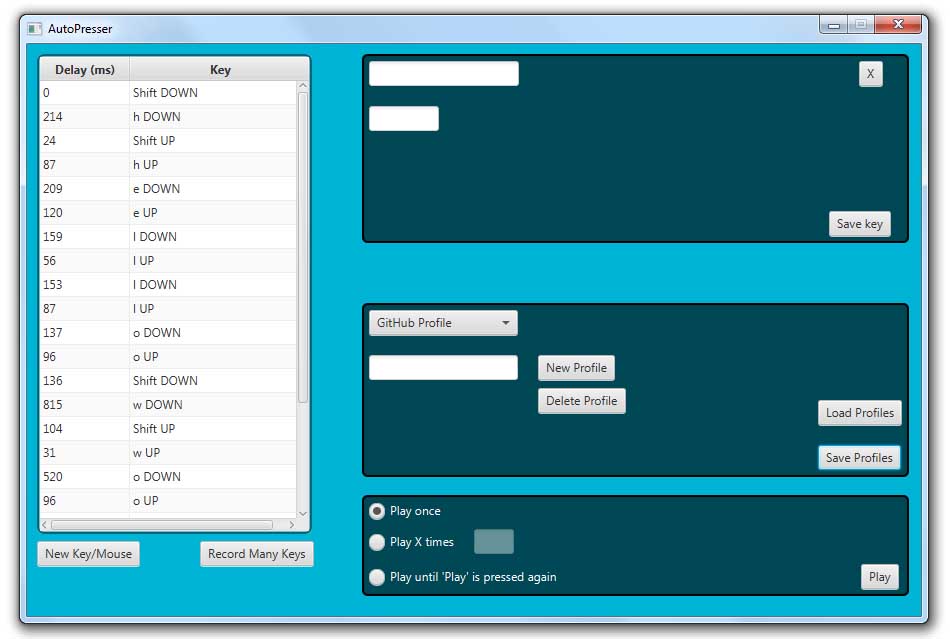 AutoPresser
Delay (ms) Key
0 Shift DOWN
214 h DOWN
24 Shift UP
87 h UP
209 e DOWN
120 e UP
159 l DOWN
56 l UP
153 l DOWN
87 l UP
137 o DOWN
96 o UP
136 Shift DOWN
815 w DOWN
104 Shift UP
31 w UP
520 o DOWN
96 o UP
New Key/Mouse Record Many Keys
X
Save key
GitHub Profile
New Profile
Delete Profile
Load Profiles
Save Profiles
Play once
Play X times
Play until 'Play' is pressed again
Play